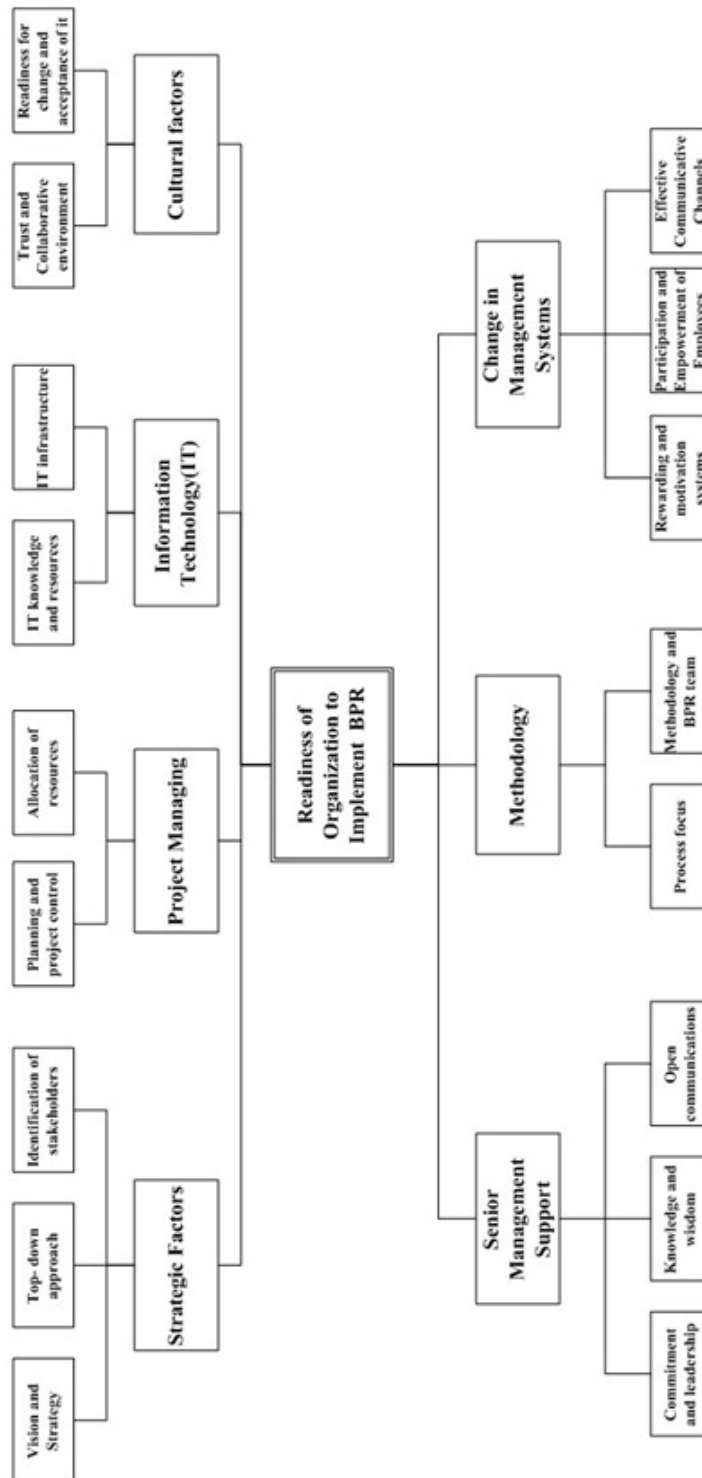 Vision and
Strategy
Top- down
approach
Identification of
stakeholders
Planning and
project control
Allocation of
resources
IT knowledge
and resources
IT infrastructure
Trust and
Collaborative
environment
Readiness for
change and
acceptance of it
Strategic Factors
Project Managing
Information
Technology(IT)
Cultural factors
Readiness of
Organization to
Implement BPR
Senior
Management
Support
Methodology
Change in
Management
Systems
Commitment
and leadership
Knowledge and
wisdom
Open
communications
Process focus
Methodology and
BPR team
Rewarding and
motivation
systems
Participation and
Empowerment of
Employees
Effective
Communicative
Channels